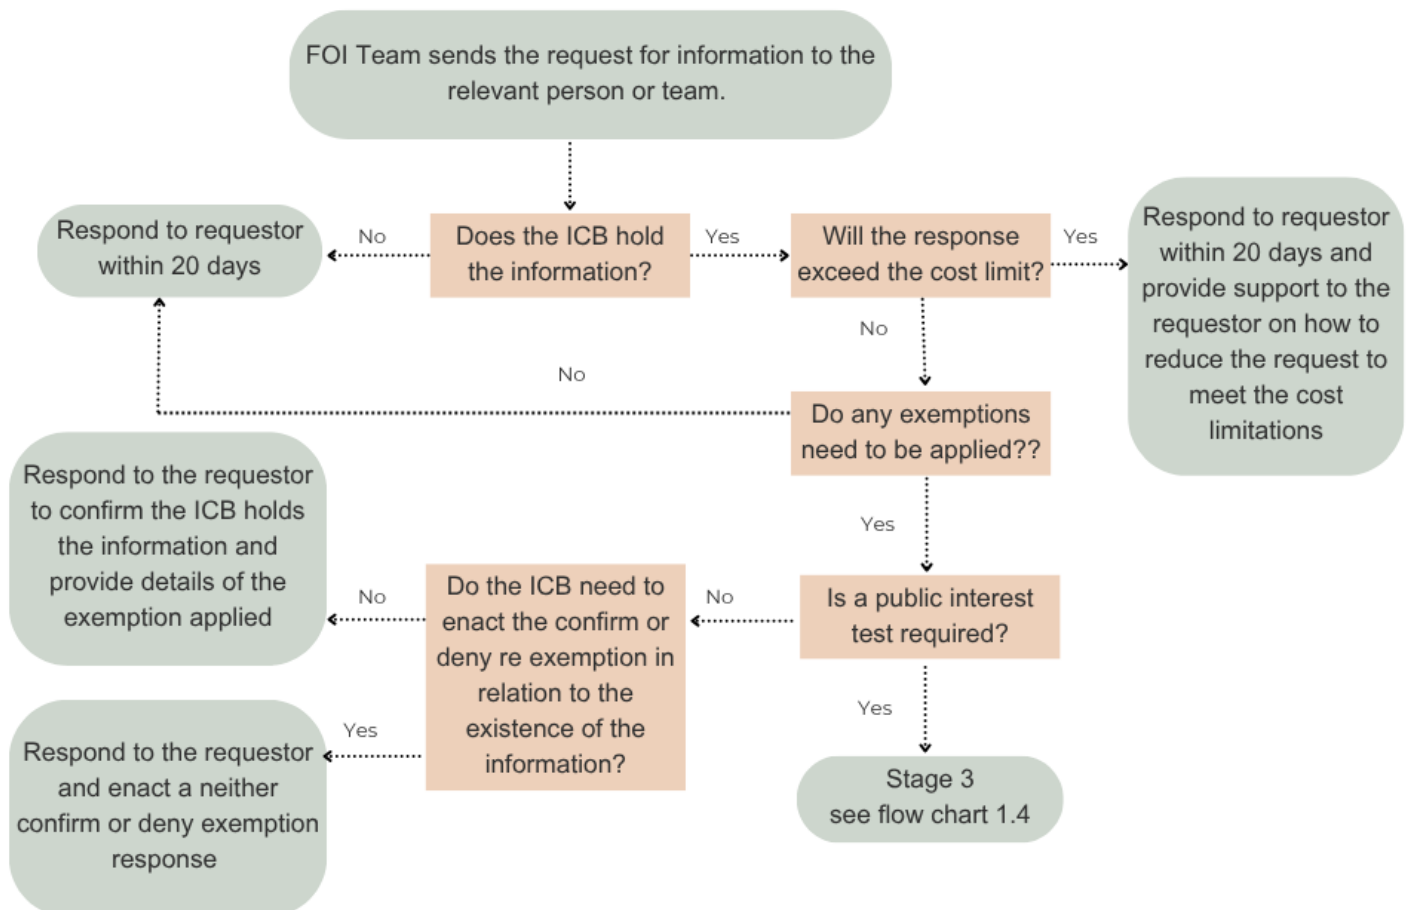 FOI Team sends the request for information to the
relevant person or team.
Respond to requestor
within 20 days
No
Does the ICB hold
the information?
Yes
Will the response
exceed the cost limit?
Yes
Respond to requestor
within 20 days and
provide support to the
requestor on how to
reduce the request to
meet the cost
limitations
No
No
Do any exemptions
need to be applied??
Yes
Respond to the requestor
to confirm the ICB holds
the information and
provide details of the
exemption applied
No
Do the ICB need to
enact the confirm or
deny re exemption in
relation to the
existence of the
information?
No
Is a public interest
test required?
Yes
Yes
Respond to the requestor
and enact a neither
confirm or deny exemption
response
Stage 3
see flow chart 1.4